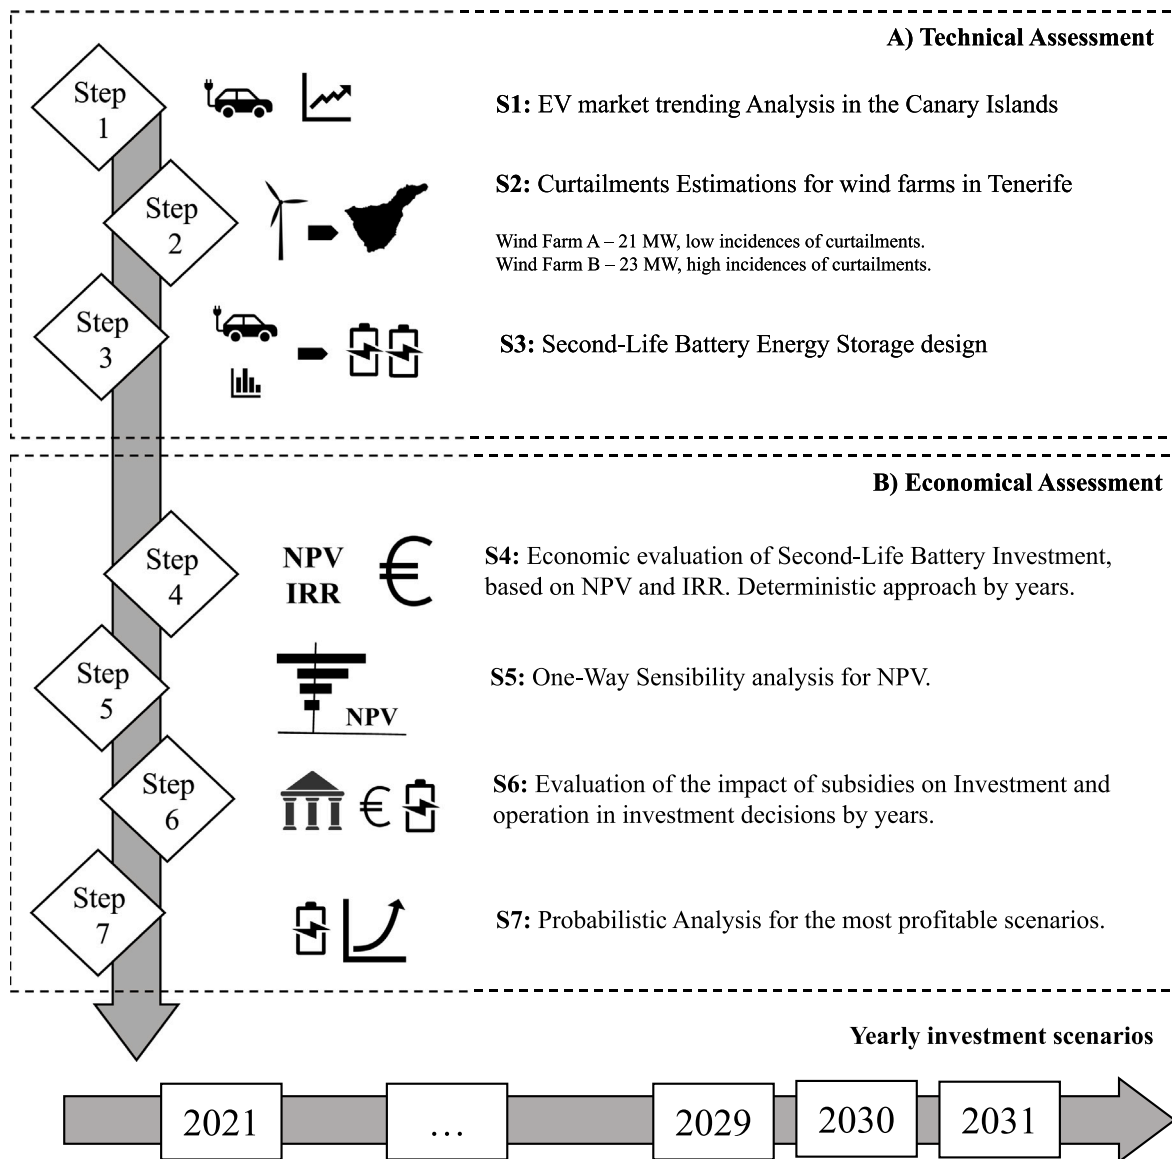 A) Technical Assessment
Step
1
S1: EV market trending Analysis in the Canary Islands
Step
2
S2: Curtailments Estimations for wind farms in Tenerife
Wind Farm A – 21 MW, low incidences of curtailments.
Wind Farm B – 23 MW, high incidences of curtailments.
Step
3
S3: Second-Life Battery Energy Storage design
B) Economical Assessment
Step
4
NPV
IRR
€
S4: Economic evaluation of Second-Life Battery Investment,
based on NPV and IRR. Deterministic approach by years.
Step
5
NPV
S5: One-Way Sensibility analysis for NPV.
Step
6
€
S6: Evaluation of the impact of subsidies on Investment and
operation in investment decisions by years.
Step
7
S7: Probabilistic Analysis for the most profitable scenarios.
Yearly investment scenarios
2021
...
2029
2030
2031